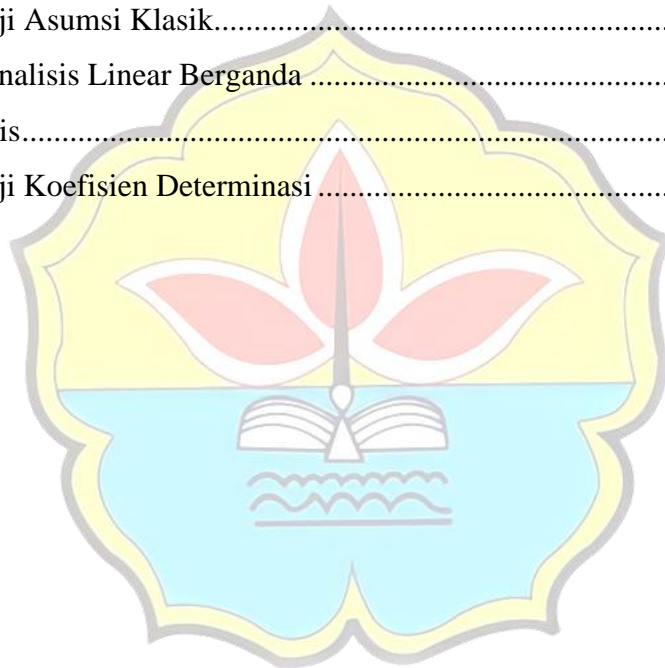 ji Asumsi Klasik.............................................................
nalisis Linear Berganda ................................................
is....................................................................................
ji Koefisien Determinasi ..............................................